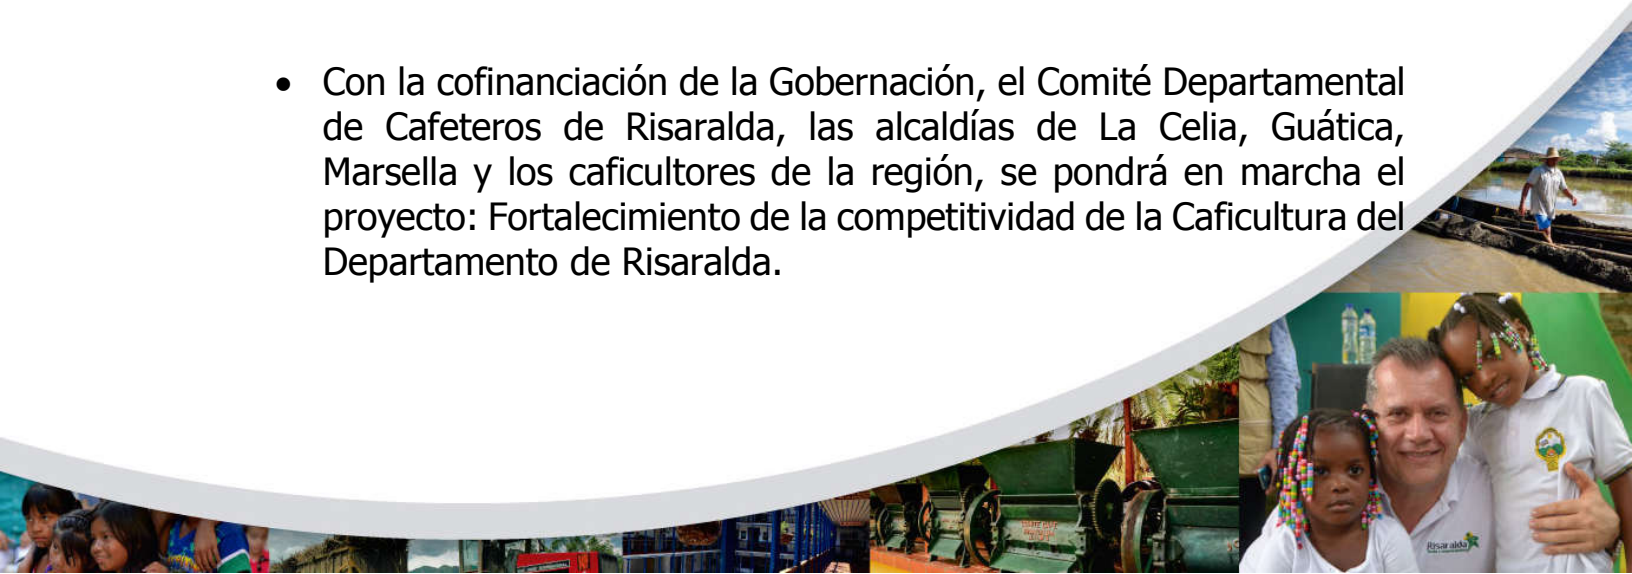 • Con la cofinanciación de la Gobernación, el Comité Departamental
de Cafeteros de Risaralda, las alcaldías de La Celia, Guática,
Marsella y los caficultores de la región, se pondrá en marcha el
proyecto: Fortalecimiento de la competitividad de la Caficultura del
Departamento de Risaralda.
Risaralda